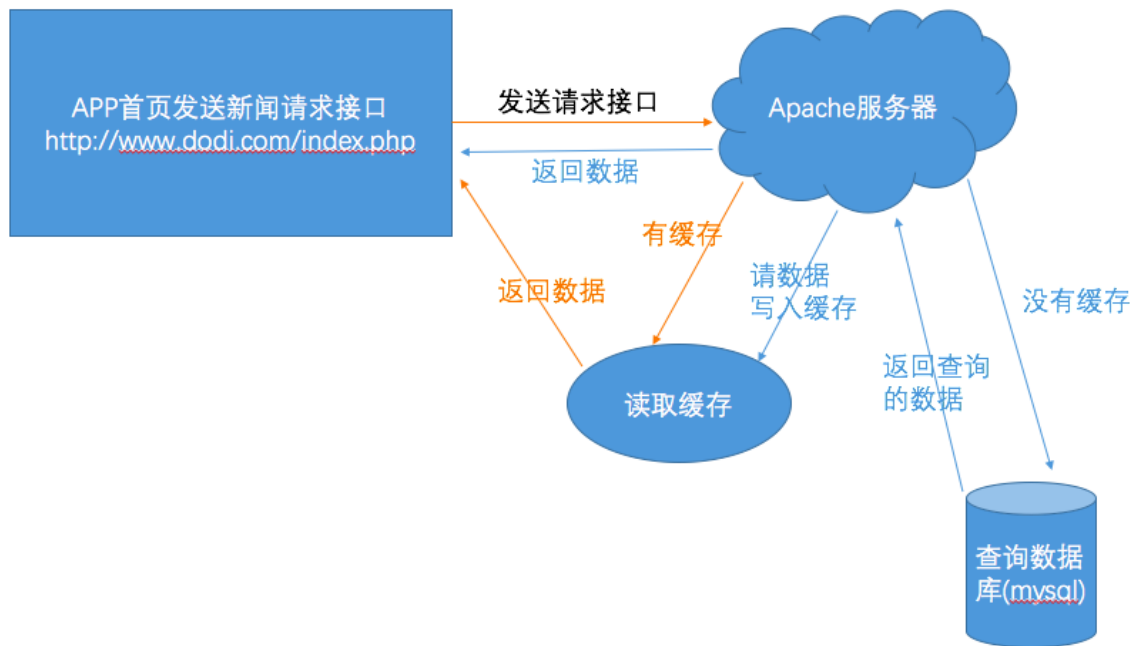 APP首页发送新闻请求接口
http://www.dodi.com/index.php
发送请求接口
返回数据
Apache服务器
有缓存
返回数据
请数据
写入缓存
没有缓存
返回查询
的数据
读取缓存
查询数据
库(mysql)